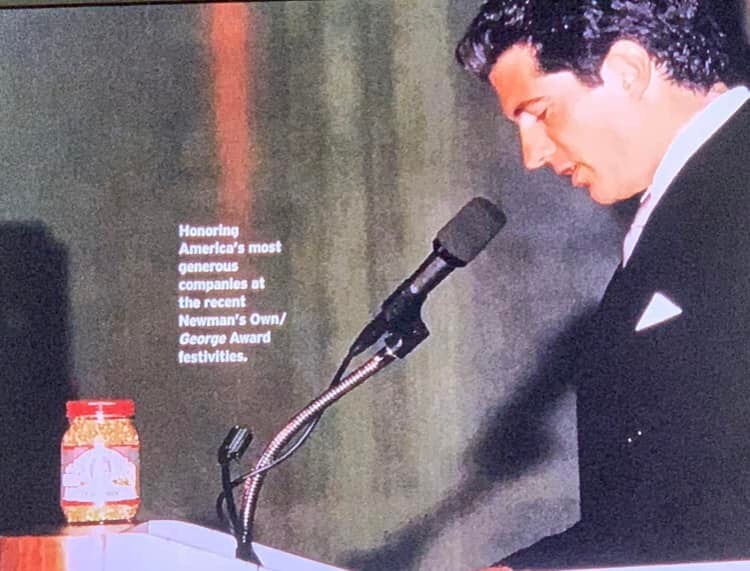 Honoring
America's most
generous
companies at
the recent
Newman's Own/
George Award
festivities.